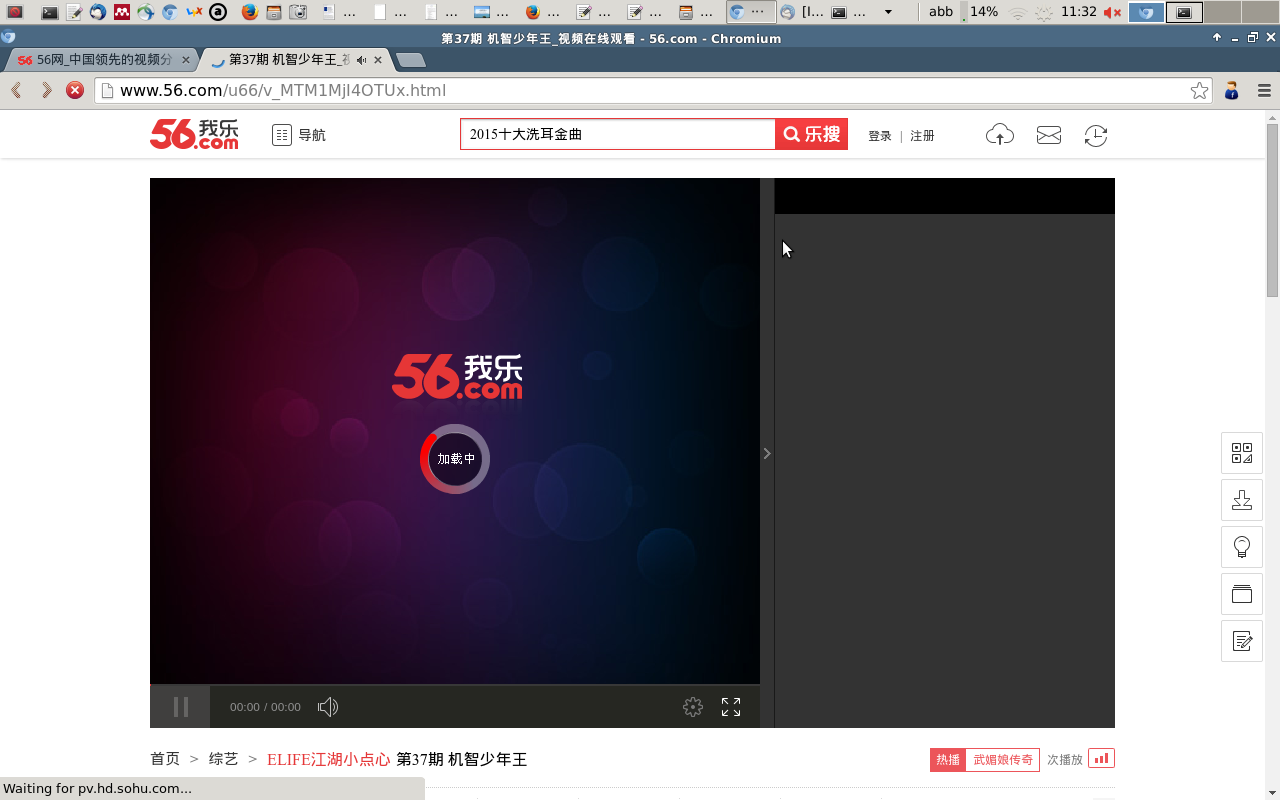 ... ... ... ... ... ... ... ... ... [I... ... abb 14% 11:32
第37期 机智少年王_视频在线观看 - 56.com - Chromium
56网_中国领先的视频分 第37期 机智少年王_
www.56.com/u66/v_MTM1MjI4OTUx.html
56我乐.com 导航 2015十大洗耳金曲 乐搜 登录 | 注册
56我乐.com
加载中
00:00 / 00:00
首页 > 综艺 > ELIFE江湖小点心 第37期 机智少年王 热播 武媚娘传奇 次播放
Waiting for pv.hd.sohu.com...